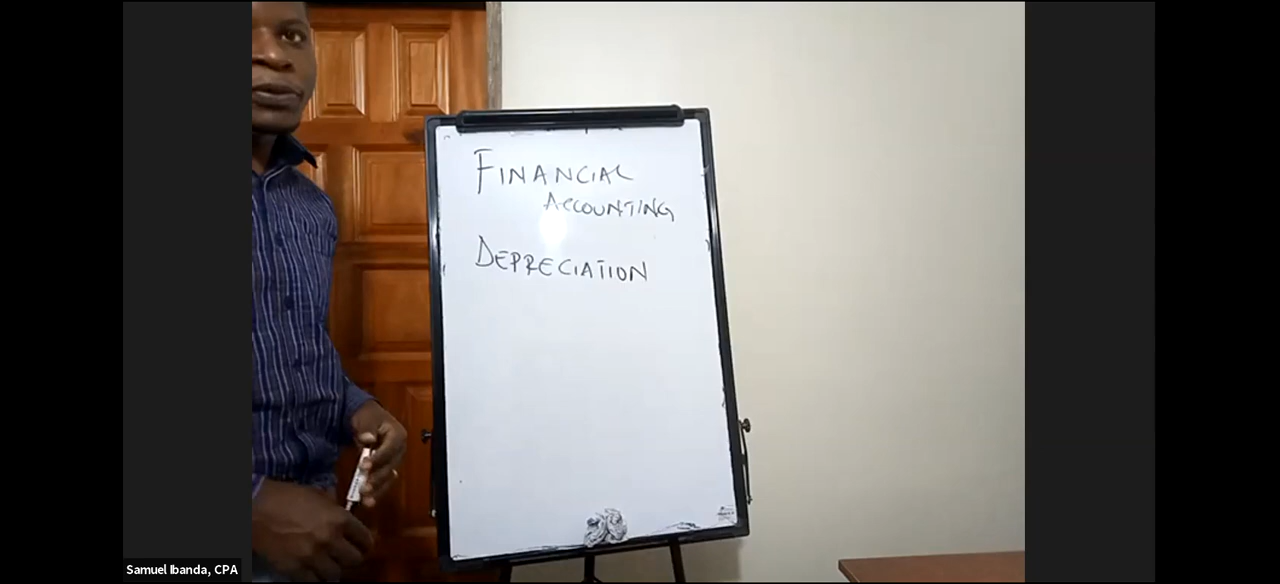 FINANCIAL
ACCOUNTING
DEPRECIATION
Samuel Ibanda, CPA